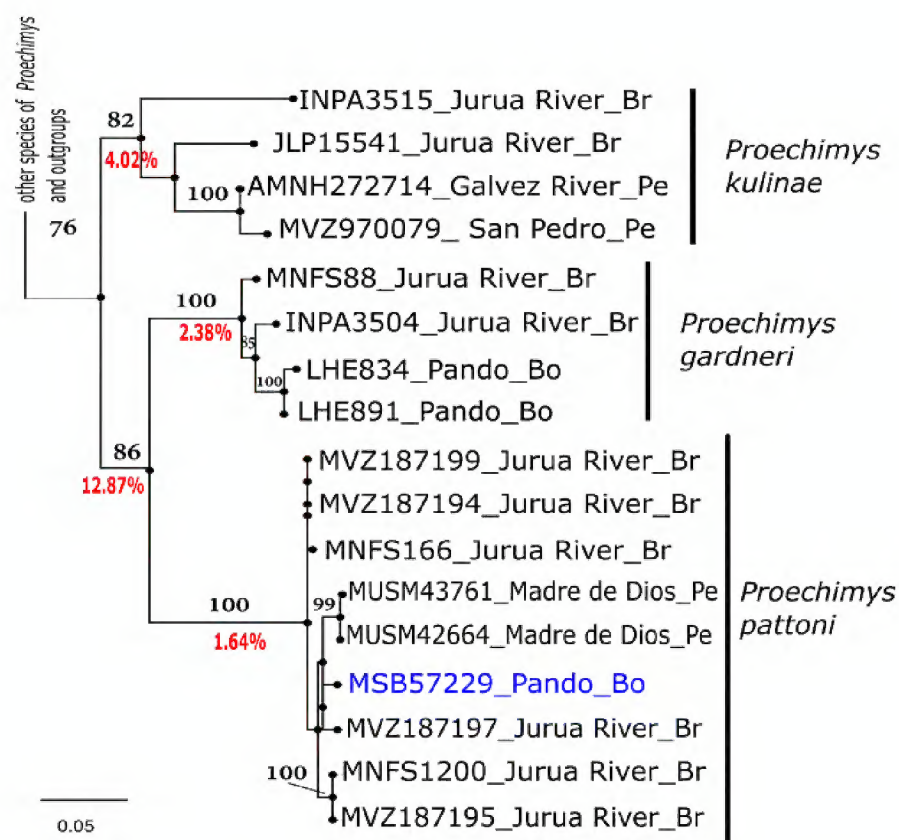 other species of Proechimys
and outgroups
76
82
4.02%
INPA3515_Jurua River_Br
JLP15541_Jurua River_Br
100
AMNH272714_Galvez River_Pe
MVZ970079_ San Pedro_Pe
Proechimys
kulinae
100
2.38%
MNFS88_Jurua River_Br
85
INPA3504_Jurua River_Br
100
LHE834_Pando_Bo
LHE891_Pando_Bo
Proechimys
gardneri
86
12.87%
MVZ187199_Jurua River_Br
MVZ187194_Jurua River_Br
MNFS166_Jurua River_Br
100
1.64%
99
MUSM43761_Madre de Dios_Pe
MUSM42664_Madre de Dios_Pe
MSB57229_Pando_Bo
MVZ187197_Jurua River_Br
100
MNFS1200_Jurua River_Br
MVZ187195_Jurua River_Br
Proechimys
pattoni
0.05